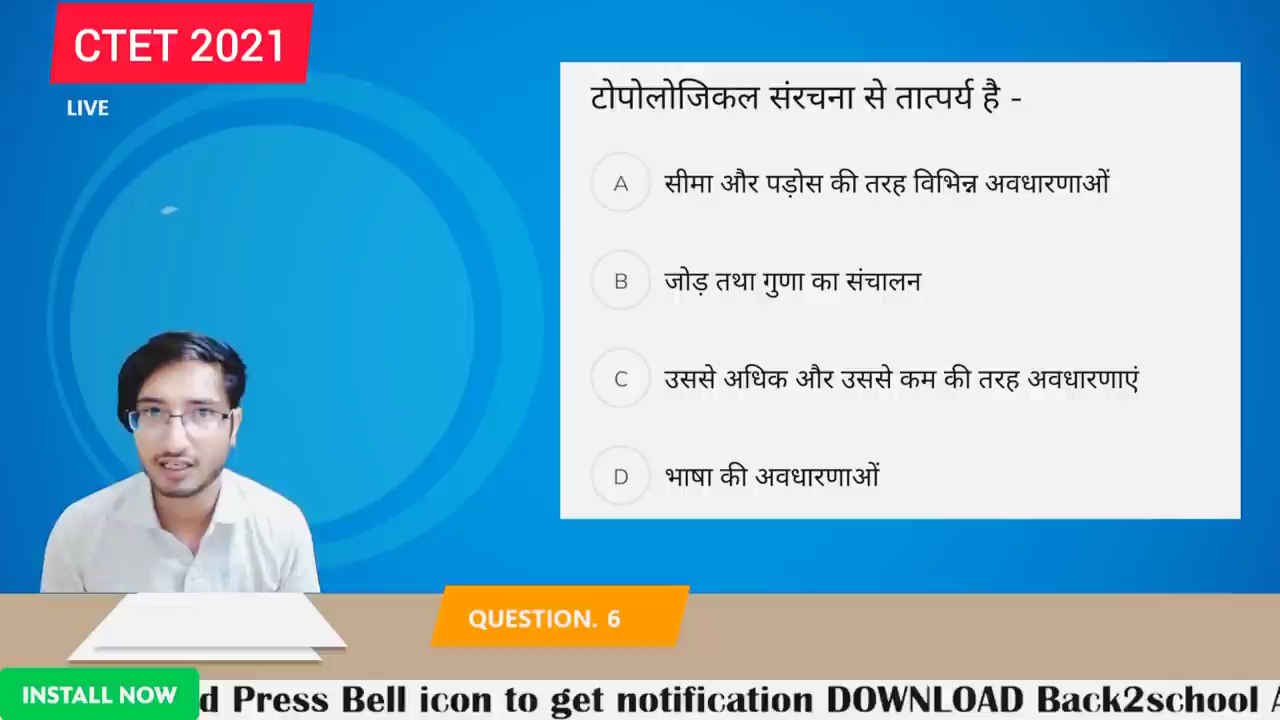 CTET 2021
LIVE
टोपोलोजिकल संरचना से तात्पर्य है -
A सीमा और पड़ोस की तरह विभिन्न अवधारणाओं
B जोड़ तथा गुणा का संचालन
C उससे अधिक और उससे कम की तरह अवधारणाएं
D भाषा की अवधारणाओं
QUESTION. 6
INSTALL NOW
d Press Bell icon to get notification DOWNLOAD Back2school A